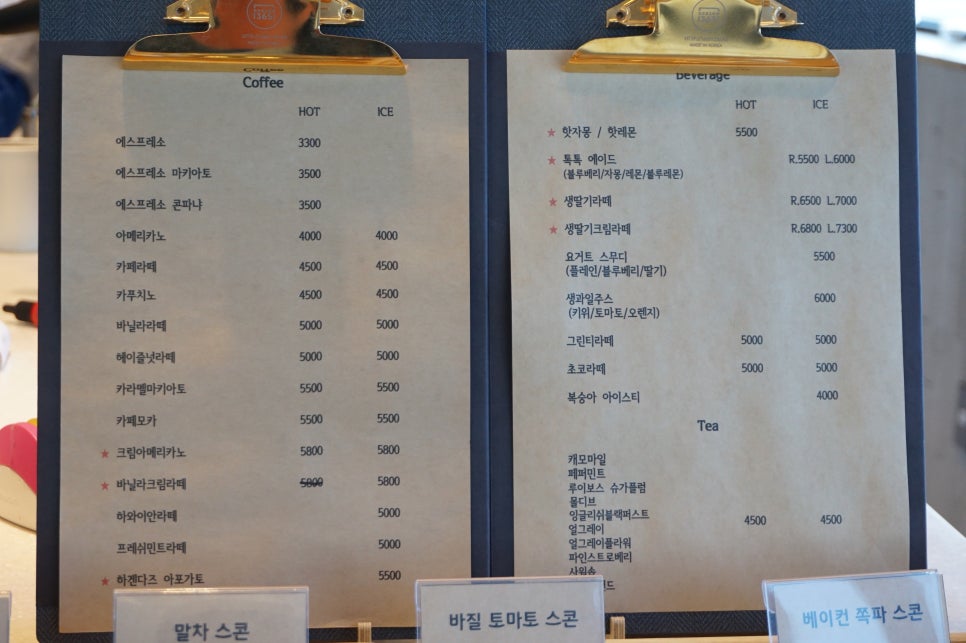 Coffee
HOT ICE
에스프레소 3300
에스프레소 마키아토 3500
에스프레소 콘파냐 3500
아메리카노 4000 4000
카페라떼 4500 4500
카푸치노 4500 4500
바닐라라떼 5000 5000
헤이즐넛라떼 5000 5000
카라멜마키아토 5500 5500
카페모카 5500 5500
★ 크림아메리카노 5800 5800
★ 바닐라크림라떼 5800 5800
하와이안라떼 5000
프레쉬민트라떼 5000
★ 하겐다즈 아포가토 5500
Beverage
HOT ICE
★ 핫자몽 / 핫레몬 5500
★ 톡톡 에이드 R.5500 L.6000
(블루베리/자몽/레몬/블루레몬)
★ 생딸기라떼 R.6500 L.7000
★ 생딸기크림라떼 R.6800 L.7300
요거트 스무디 5500
(플레인/블루베리/딸기)
생과일주스 6000
(키위/토마토/오렌지)
그린티라떼 5000 5000
초코라떼 5000 5000
복숭아 아이스티 4000
Tea
캐모마일
페퍼민트
루이보스 슈가플럼
몰디브
잉글리쉬블랙퍼스트 4500 4500
얼그레이
얼그레이플라워
파인스트로베리
말차 스콘
바질 토마토 스콘
베이컨 쪽파 스콘